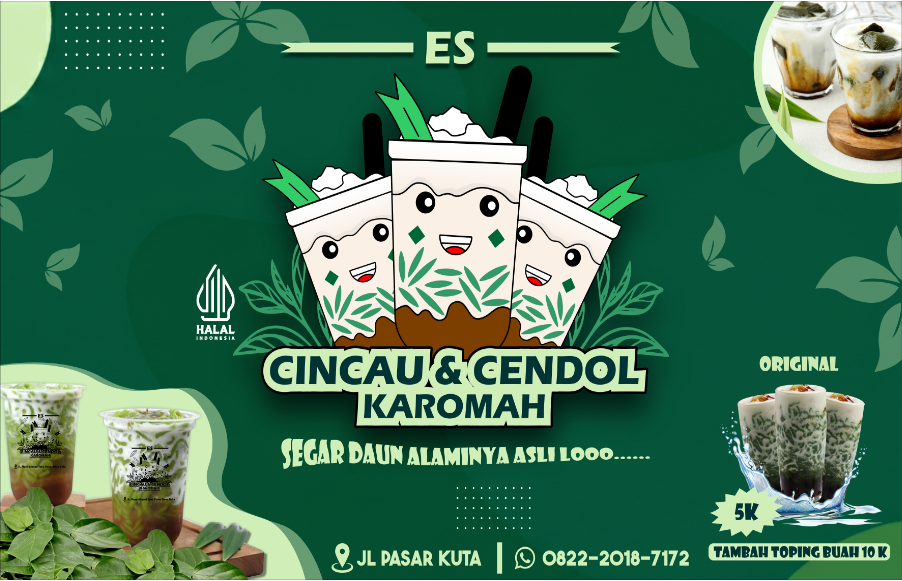 ES
HALAL
INDONESIA
CINCAU & CENDOL
KAROMAH
SEGAR DAUN ALAMINYA ASLI LOOO......
ORIGINAL
5K
TAMBAH TOPING BUAH 10 K
JL PASAR KUTA | 0822-2018-7172